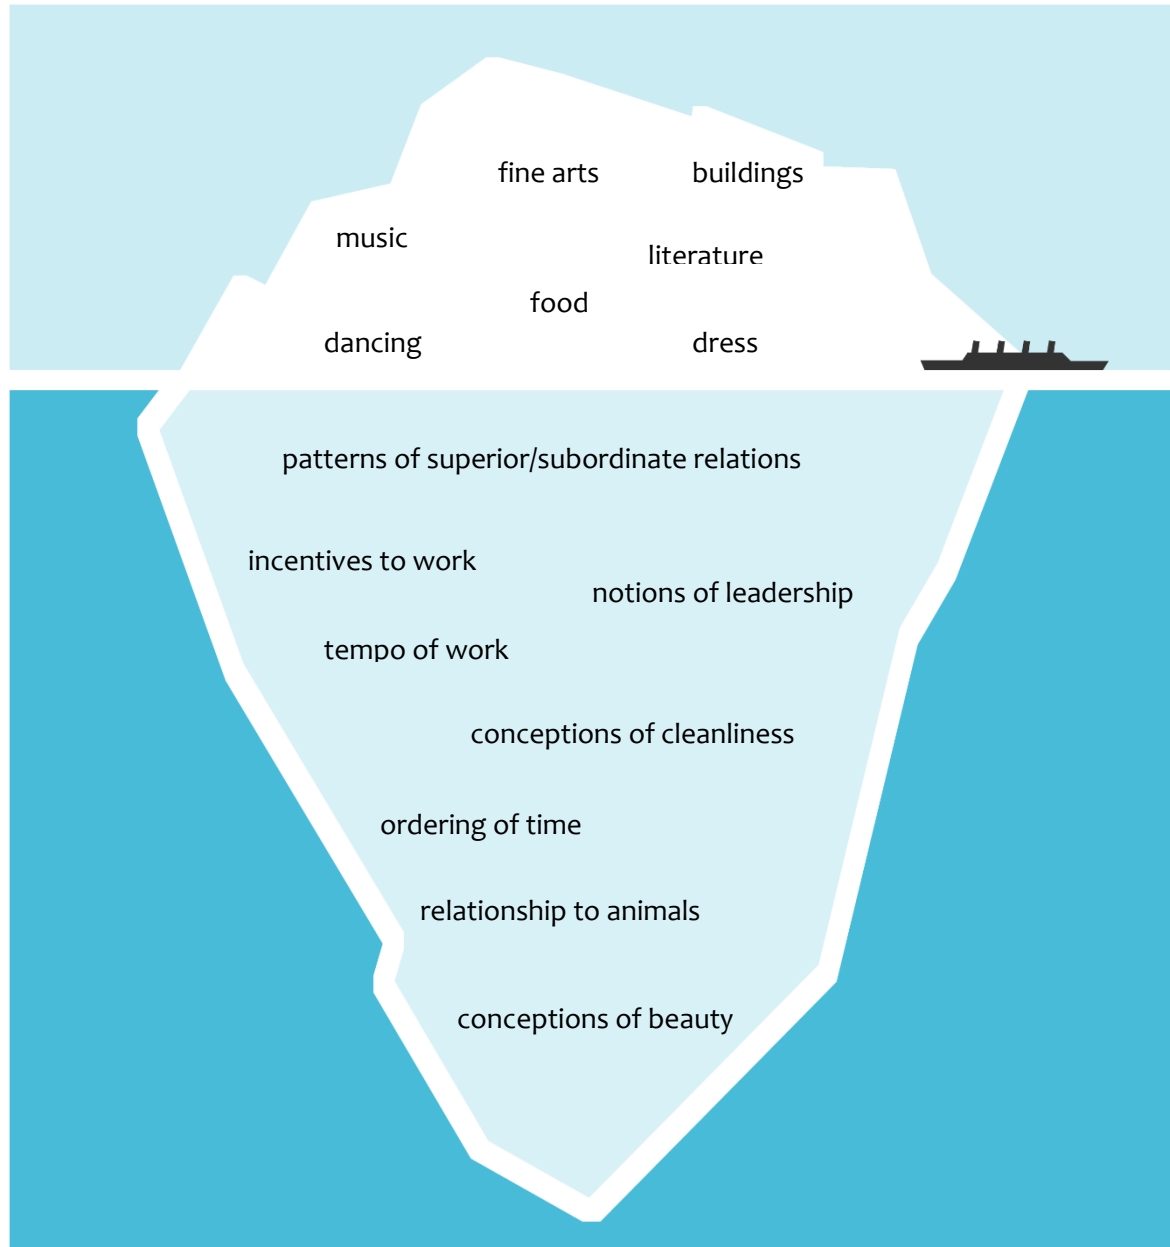 fine arts
buildings
music
literature
food
dancing
dress
patterns of superior/subordinate relations
incentives to work
notions of leadership
tempo of work
conceptions of cleanliness
ordering of time
relationship to animals
conceptions of beauty